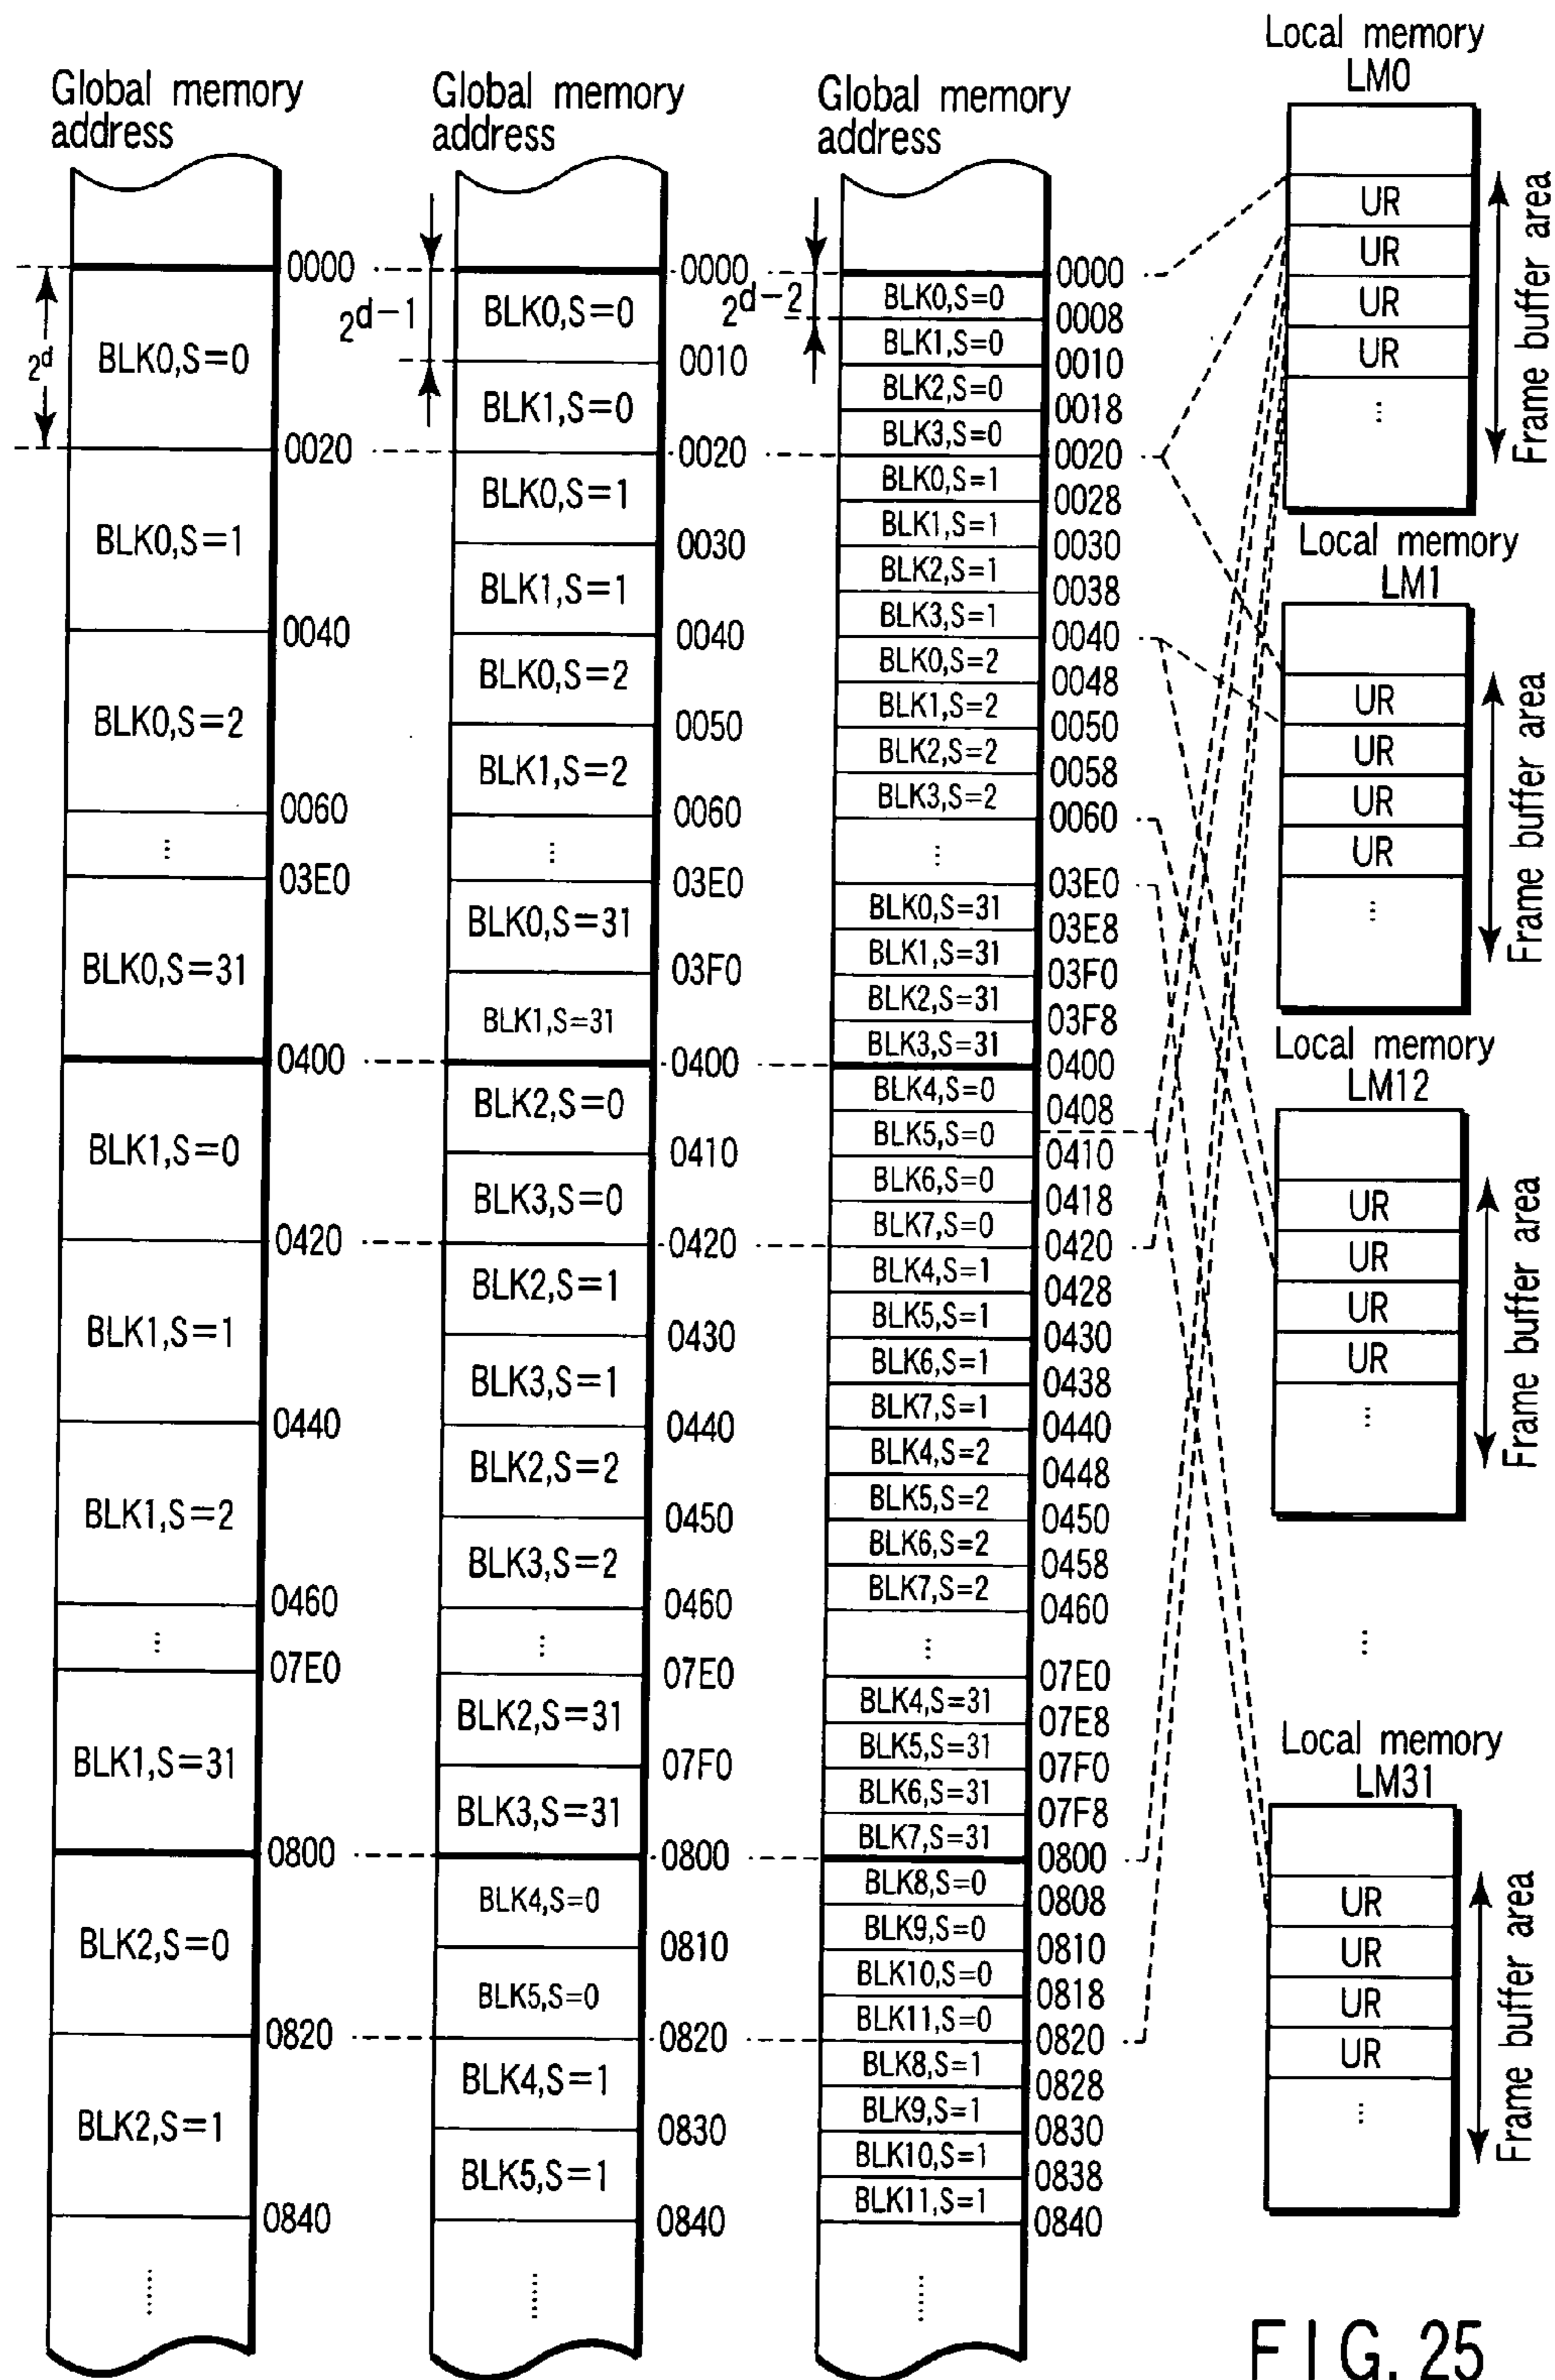 Global memory
address
0000
2d
BLK0,S=0
0020
BLK0,S=1
0040
BLK0,S=2
0060
⋮
03E0
BLK0,S=31
0400
BLK1,S=0
0420
BLK1,S=1
0440
BLK1,S=2
0460
⋮
07E0
BLK1,S=31
0800
BLK2,S=0
0820
BLK2,S=1
0840
Global memory
address
0000
2d-1
BLK0,S=0
0010
BLK1,S=0
0020
BLK0,S=1
0030
BLK1,S=1
0040
BLK0,S=2
0050
BLK1,S=2
0060
⋮
03E0
BLK0,S=31
03F0
BLK1,S=31
0400
BLK2,S=0
0410
BLK3,S=0
0420
BLK2,S=1
0430
BLK3,S=1
0440
BLK2,S=2
0450
BLK3,S=2
0460
⋮
07E0
BLK2,S=31
07F0
BLK3,S=31
0800
BLK4,S=0
0810
BLK5,S=0
0820
BLK4,S=1
0830
BLK5,S=1
0840
Global memory
address
0000
2d-2
BLK0,S=0
0008
BLK1,S=0
0010
BLK2,S=0
0018
BLK3,S=0
0020
BLK0,S=1
0028
BLK1,S=1
0030
BLK2,S=1
0038
BLK3,S=1
0040
BLK0,S=2
0048
BLK1,S=2
0050
BLK2,S=2
0058
BLK3,S=2
0060
⋮
03E0
BLK0,S=31
03E8
BLK1,S=31
03F0
BLK2,S=31
03F8
BLK3,S=31
0400
BLK4,S=0
0408
BLK5,S=0
0410
BLK6,S=0
0418
BLK7,S=0
0420
BLK4,S=1
0428
BLK5,S=1
0430
BLK6,S=1
0438
BLK7,S=1
0440
BLK4,S=2
0448
BLK5,S=2
0450
BLK6,S=2
0458
BLK7,S=2
0460
⋮
07E0
BLK4,S=31
07E8
BLK5,S=31
07F0
BLK6,S=31
07F8
BLK7,S=31
0800
BLK8,S=0
0808
BLK9,S=0
0810
BLK10,S=0
0818
BLK11,S=0
0820
BLK8,S=1
0828
BLK9,S=1
0830
BLK10,S=1
0838
BLK11,S=1
0840
Local memory
LM0
UR
UR
UR
UR
⋮
Frame buffer area
Local memory
LM1
UR
UR
UR
UR
⋮
Frame buffer area
Local memory
LM12
UR
UR
UR
UR
⋮
Frame buffer area
⋮
Local memory
LM31
UR
UR
UR
UR
⋮
Frame buffer area
FIG. 25